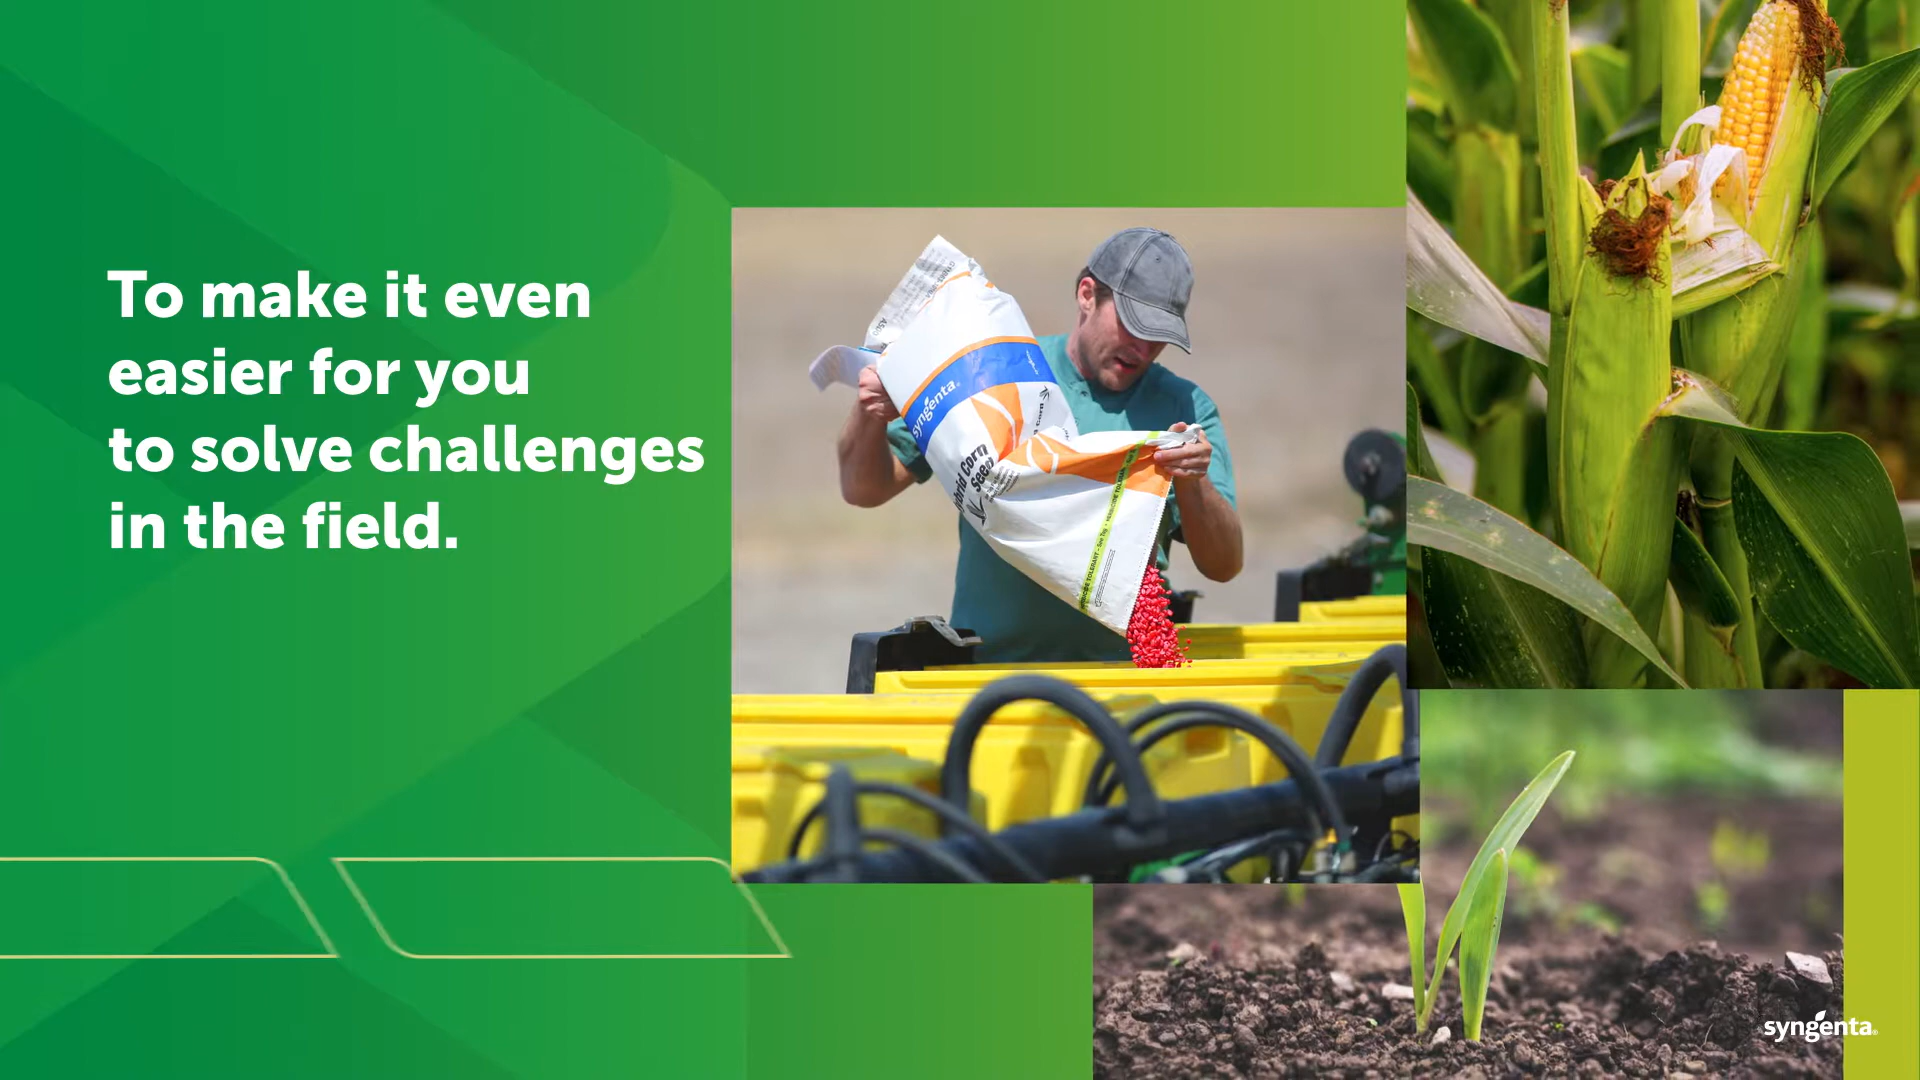 To make it even
easier for you
to solve challenges
in the field.
syngenta
Corn
Seed
syngenta